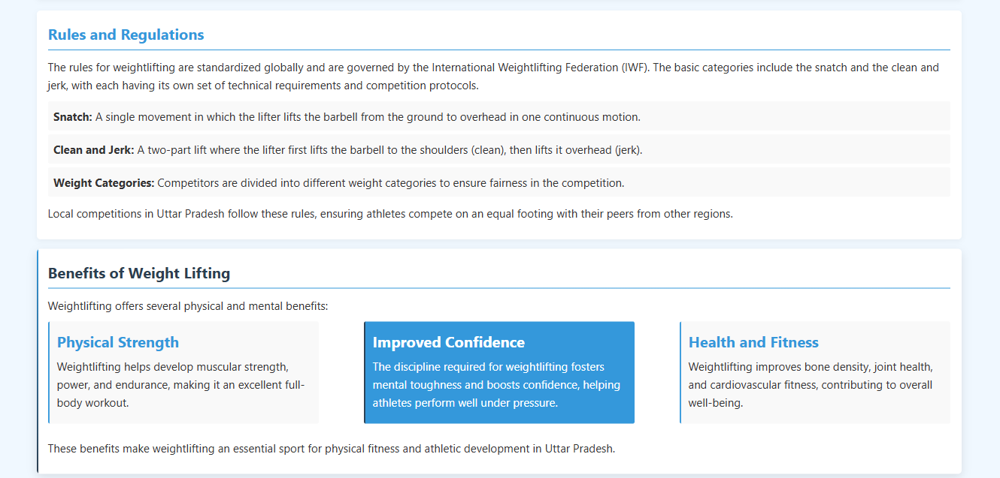 Rules and Regulations
The rules for weightlifting are standardized globally and are governed by the International Weightlifting Federation (IWF). The basic categories include the snatch and the clean and
jerk, with each having its own set of technical requirements and competition protocols.
Snatch: A single movement in which the lifter lifts the barbell from the ground to overhead in one continuous motion.
Clean and Jerk: A two-part lift where the lifter first lifts the barbell to the shoulders (clean), then lifts it overhead (jerk).
Weight Categories: Competitors are divided into different weight categories to ensure fairness in the competition.
Local competitions in Uttar Pradesh follow these rules, ensuring athletes compete on an equal footing with their peers from other regions.
Benefits of Weight Lifting
Weightlifting offers several physical and mental benefits:
Physical Strength
Weightlifting helps develop muscular strength,
power, and endurance, making it an excellent full-
body workout.
Improved Confidence
The discipline required for weightlifting fosters
mental toughness and boosts confidence, helping
athletes perform well under pressure.
Health and Fitness
Weightlifting improves bone density, joint health,
and cardiovascular fitness, contributing to overall
well-being.
These benefits make weightlifting an essential sport for physical fitness and athletic development in Uttar Pradesh.